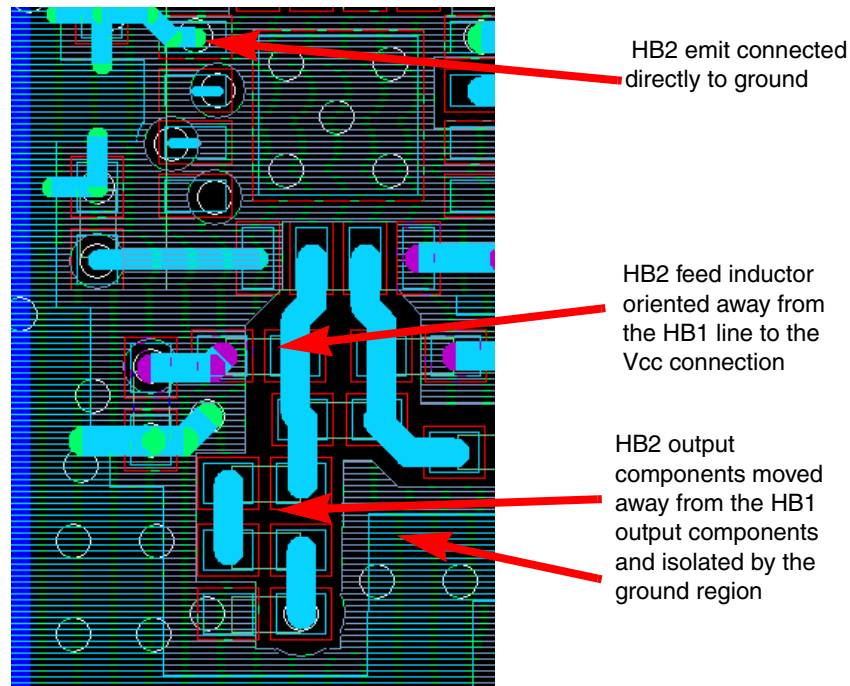 HB2 emit connected
directly to ground
HB2 feed inductor
oriented away from
the HB1 line to the
Vcc connection
HB2 output
components moved
away from the HB1
output components
and isolated by the
ground region